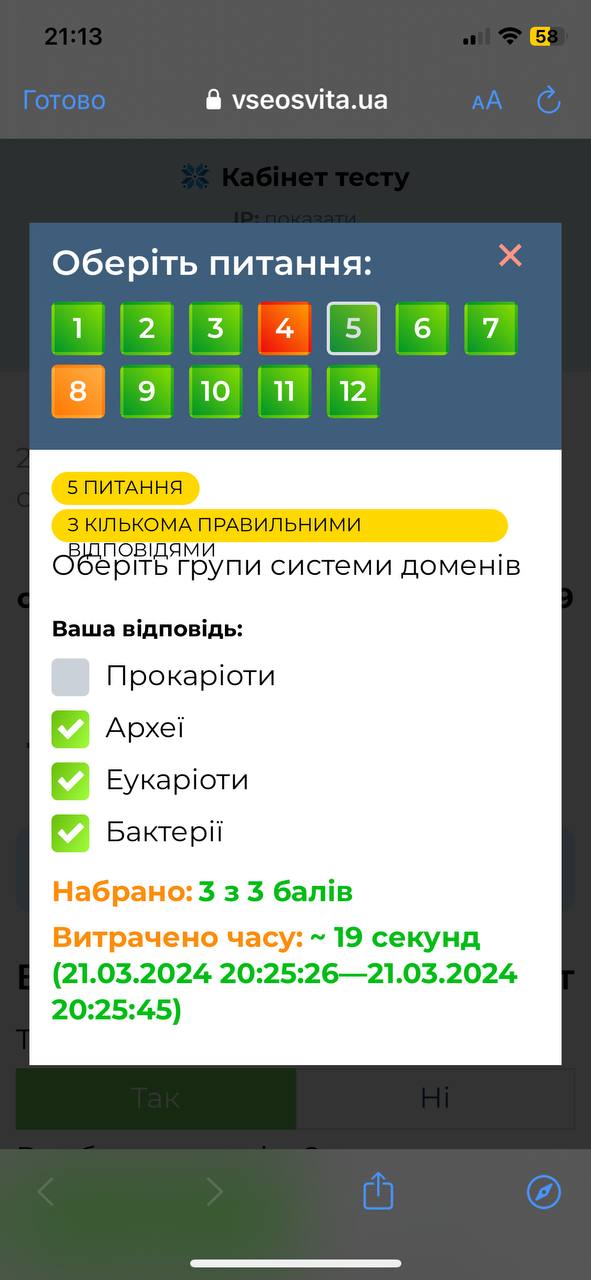 21:13
58
Готово
vseosvita.ua
AA
Кабінет тесту
IP: показати
Оберіть питання:
1 2 3 4 5 6 7
8 9 10 11 12
5 ПИТАННЯ
З КІЛЬКОМА ПРАВИЛЬНИМИ
ВІДПОВІДЯМИ
Оберіть групи системи доменів
Ваша відповідь:
Прокаріоти
Археї
Еукаріоти
Бактерії
Набрано: 3 з 3 балів
Витрачено часу: ~ 19 секунд
(21.03.2024 20:25:26—21.03.2024
20:25:45)
Так
Ні